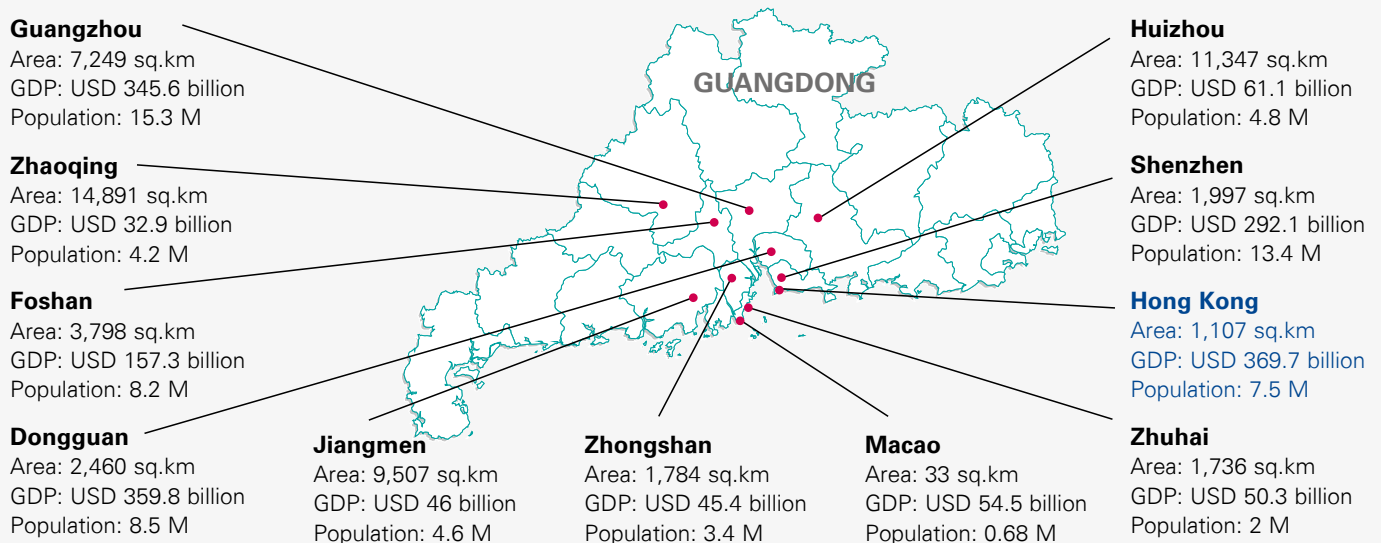 Guangzhou
Area: 7,249 sq.km
GDP: USD 345.6 billion
Population: 15.3 M
Zhaoqing
Area: 14,891 sq.km
GDP: USD 32.9 billion
Population: 4.2 M
Foshan
Area: 3,798 sq.km
GDP: USD 157.3 billion
Population: 8.2 M
Dongguan
Area: 2,460 sq.km
GDP: USD 359.8 billion
Population: 8.5 M
GUANGDONG
Jiangmen
Area: 9,507 sq.km
GDP: USD 46 billion
Population: 4.6 M
Zhongshan
Area: 1,784 sq.km
GDP: USD 45.4 billion
Population: 3.4 M
Macao
Area: 33 sq.km
GDP: USD 54.5 billion
Population: 0.68 M
Huizhou
Area: 11,347 sq.km
GDP: USD 61.1 billion
Population: 4.8 M
Shenzhen
Area: 1,997 sq.km
GDP: USD 292.1 billion
Population: 13.4 M
Hong Kong
Area: 1,107 sq.km
GDP: USD 369.7 billion
Population: 7.5 M
Zhuhai
Area: 1,736 sq.km
GDP: USD 50.3 billion
Population: 2 M